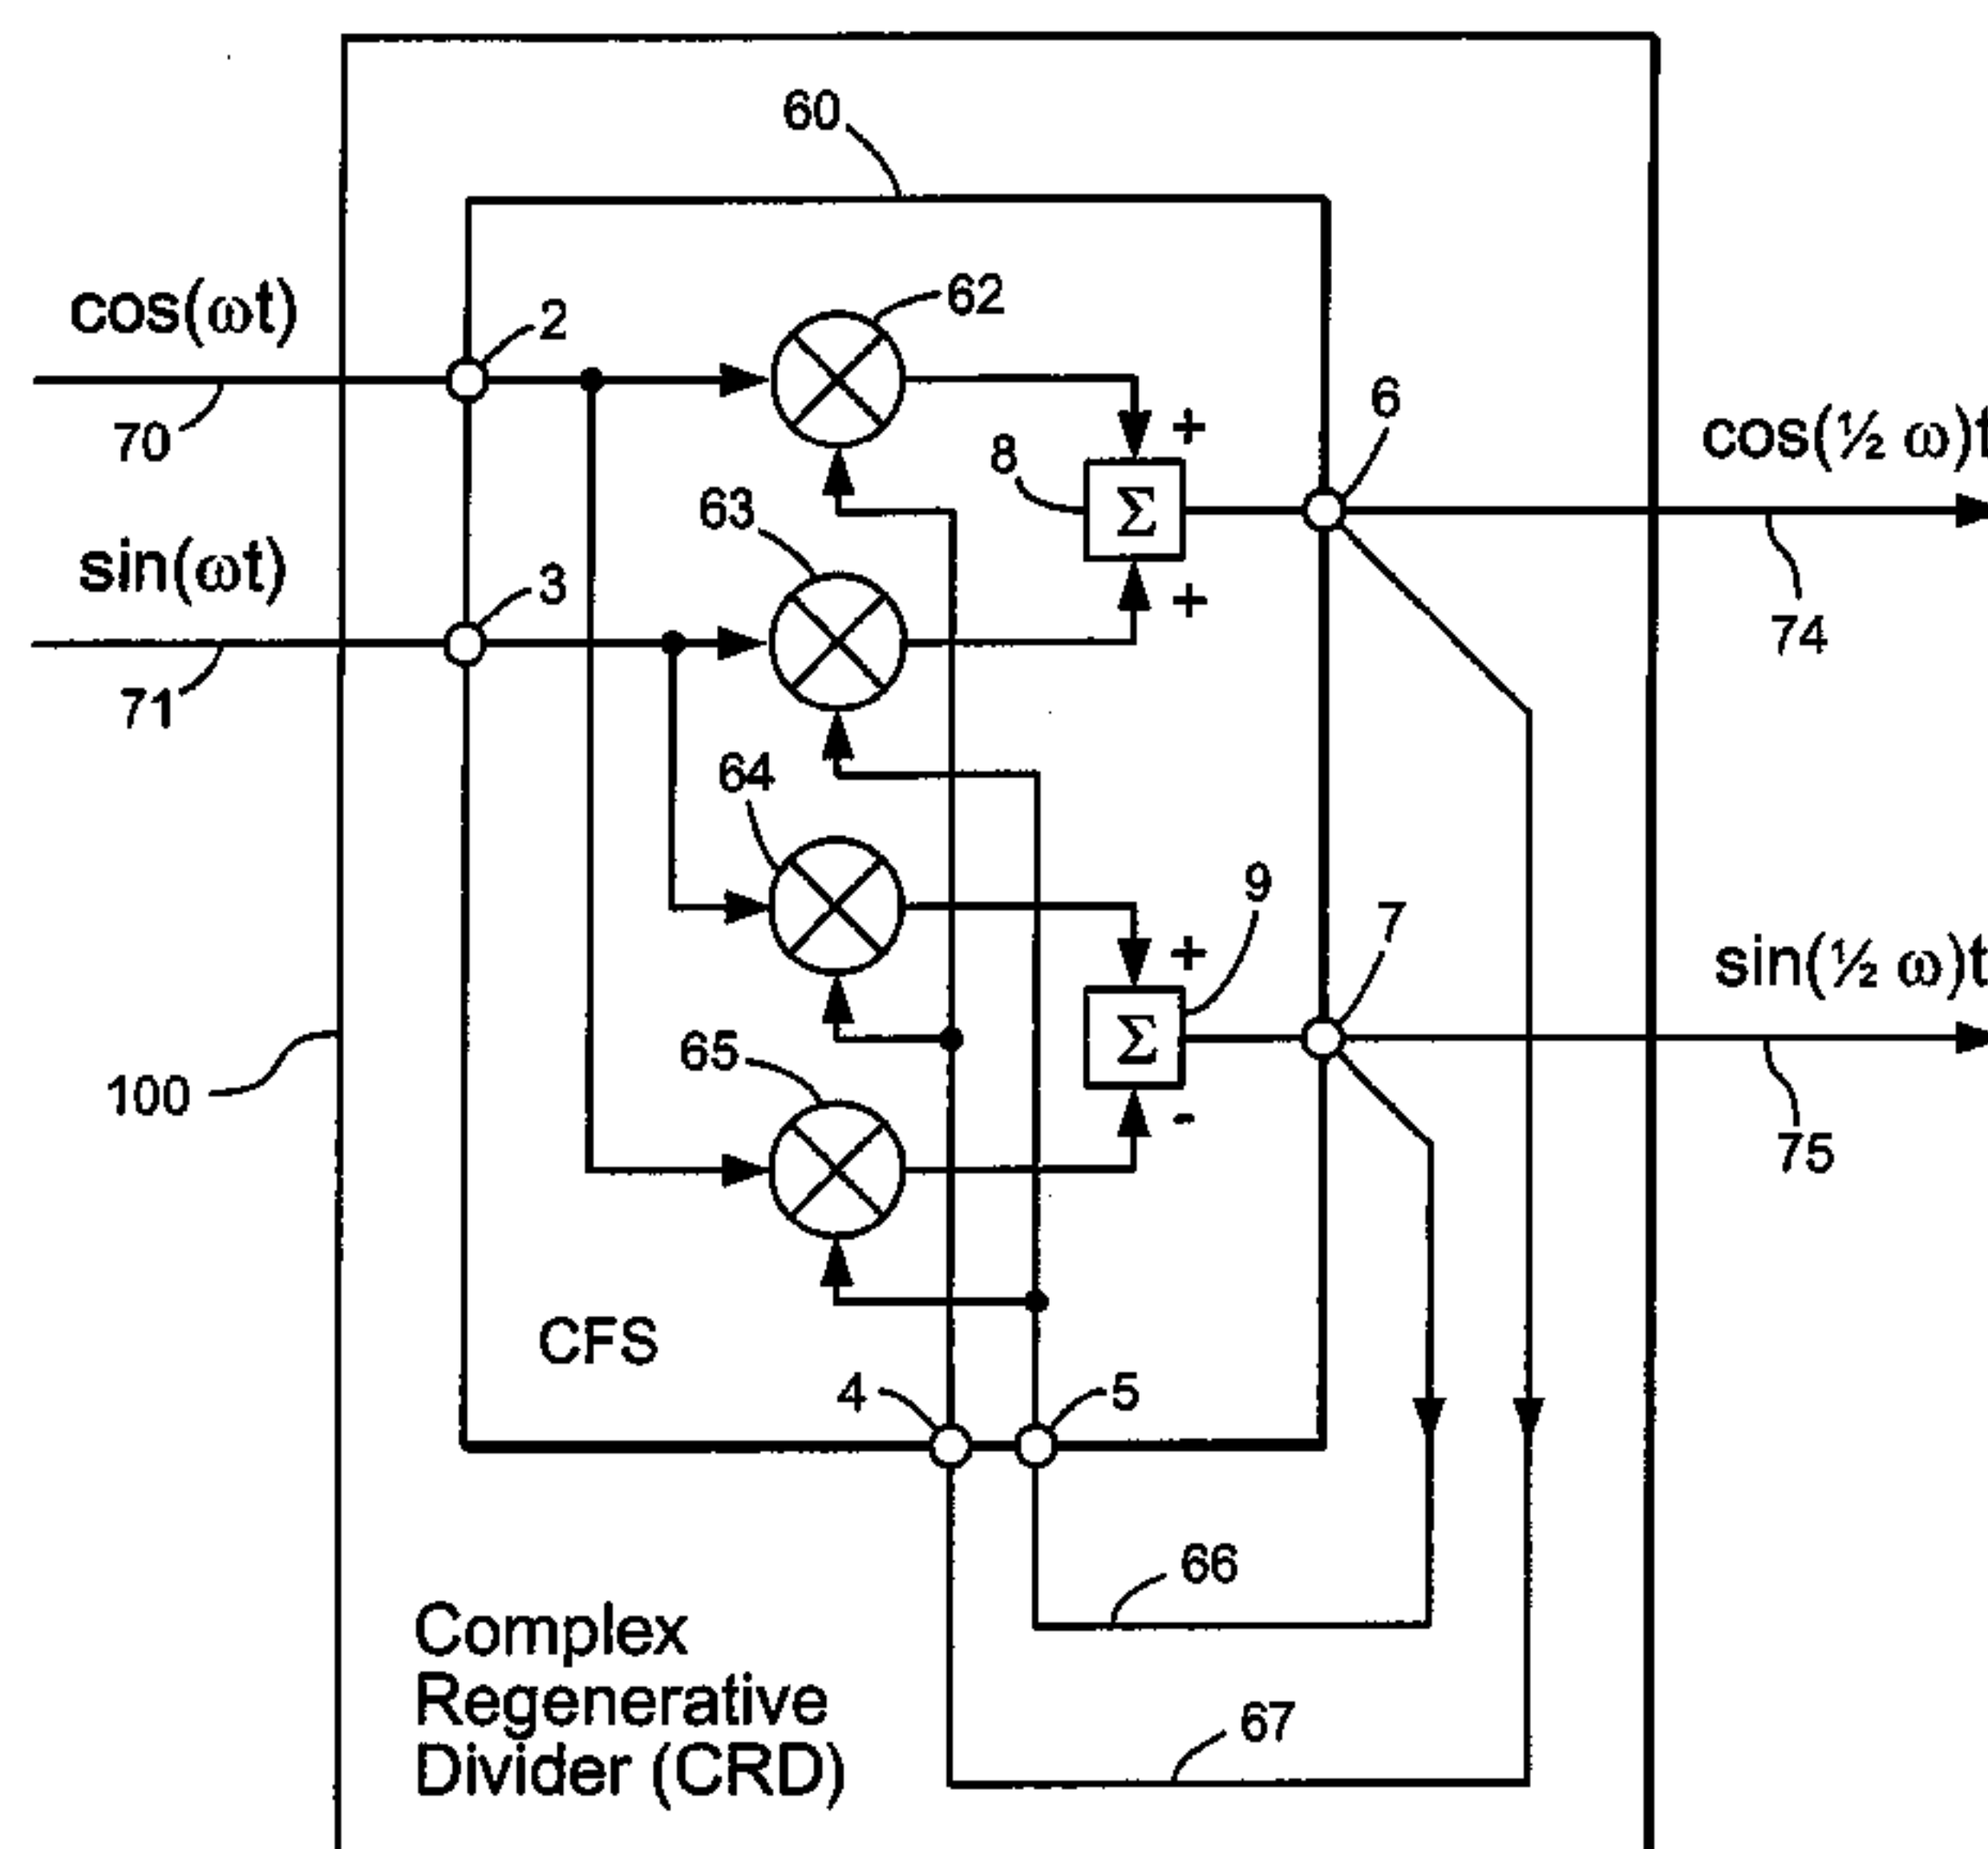 60
cos(ωt)
2
62
70
6
8
+
Σ
cos(½ ω)t
63
sin(ωt)
3
+
74
71
64
9
7
+
sin(½ ω)t
65
Σ
100
-
75
CFS
4
5
66
Complex
Regenerative
Divider (CRD)
67